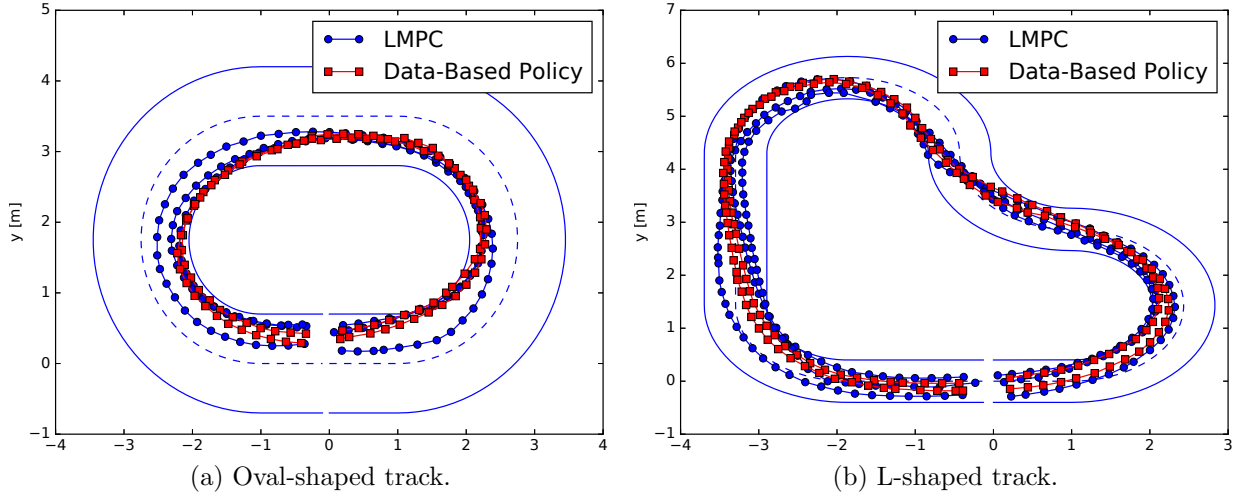 LMPC
Data-Based Policy
y [m]
5
4
3
2
1
0
−1
−4 −3 −2 −1 0 1 2 3 4
(a) Oval-shaped track.
LMPC
Data-Based Policy
y [m]
7
6
5
4
3
2
1
0
−1
−4 −3 −2 −1 0 1 2 3
(b) L-shaped track.